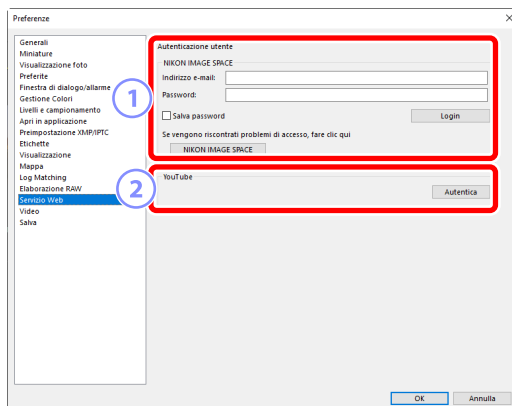 Preferenze
Generali
Miniature
Visualizzazione foto
Preferite
Finestra di dialogo/allarme
Gestione Colori
Livelli e campionamento
Apri in applicazione
Preimpostazione XMP/IPTC
Etichette
Visualizzazione
Mappa
Log Matching
Elaborazione RAW
Servizio Web
Video
Salva
1
Autenticazione utente
NIKON IMAGE SPACE
Indirizzo e-mail:
Password:
Salva password
Login
Se vengono riscontrati problemi di accesso, fare clic qui
NIKON IMAGE SPACE
2
YouTube
Autentica
OK
Annulla